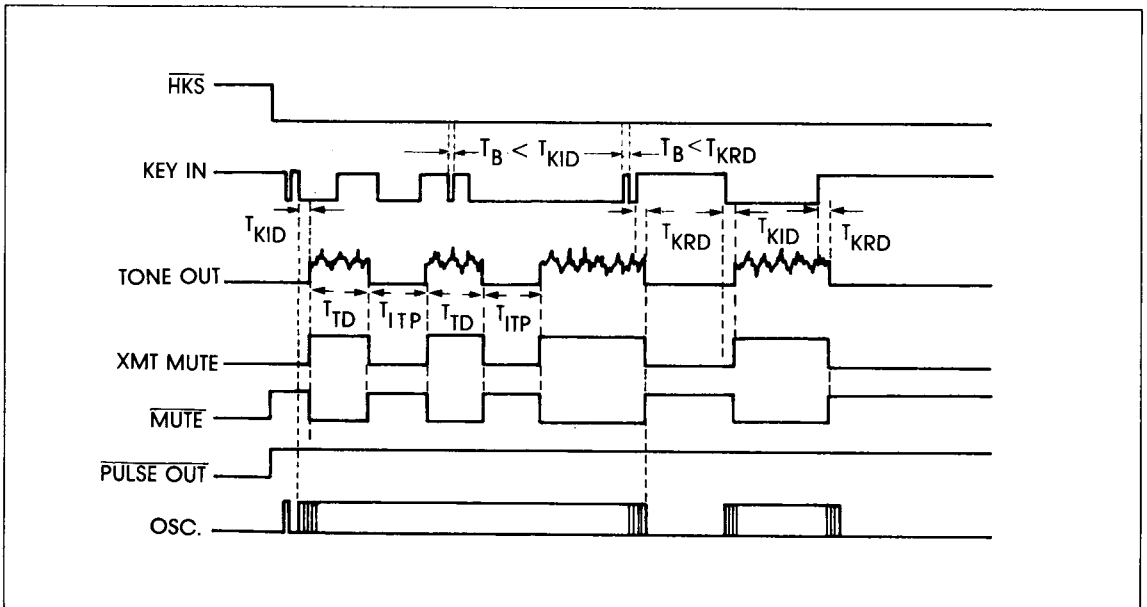 HKS
T_B < T_KID T_B < T_KRD
KEY IN
T_KID T_KRD T_KID T_KRD
TONE OUT
T_TD T_ITP T_TD T_ITP
XMT MUTE
MUTE
PULSE OUT
OSC.